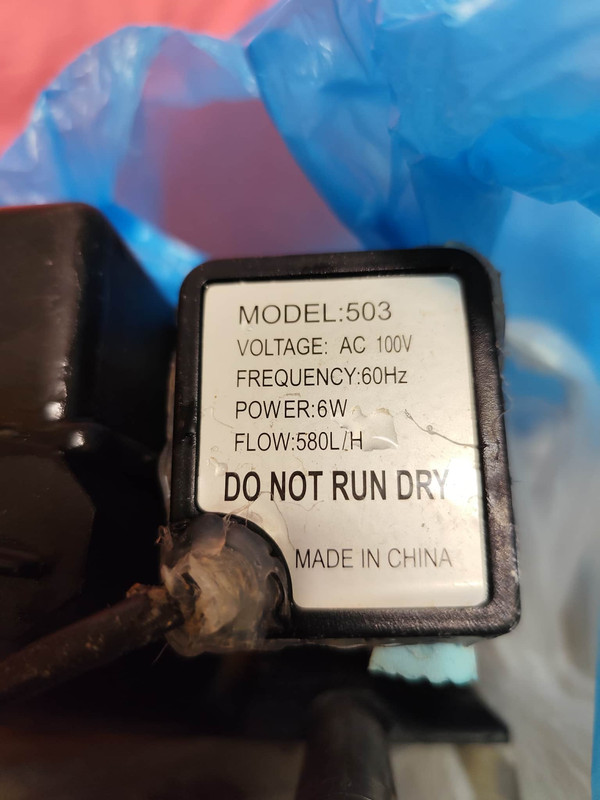 MODEL:503
VOLTAGE: AC 100V
FREQUENCY:60Hz
POWER:6W
FLOW:580L/H
DO NOT RUN DRY
MADE IN CHINA